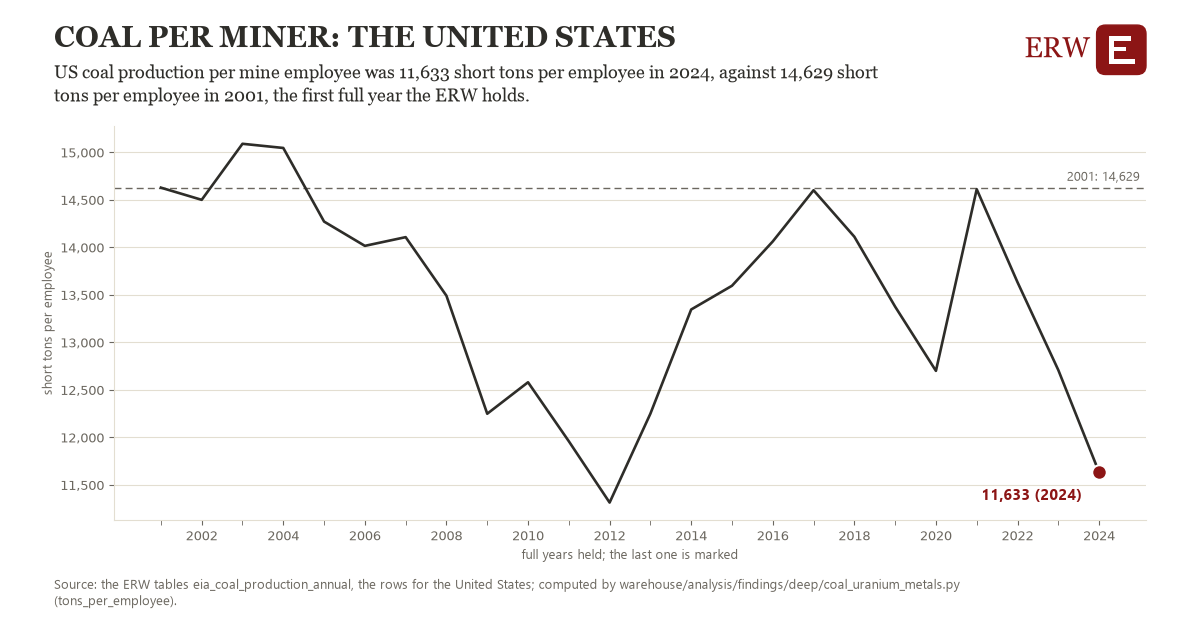 COAL PER MINER: THE UNITED STATES
US coal production per mine employee was 11,633 short tons per employee in 2024, against 14,629 short
tons per employee in 2001, the first full year the ERW holds.
ERW E
15,000
14,500
14,000
13,500
13,000
12,500
12,000
11,500
short tons per employee
2001: 14,629
11,633 (2024)
2002 2004 2006 2008 2010 2012 2014 2016 2018 2020 2022 2024
full years held; the last one is marked
Source: the ERW tables eia_coal_production_annual, the rows for the United States; computed by warehouse/analysis/findings/deep/coal_uranium_metals.py
(tons_per_employee).